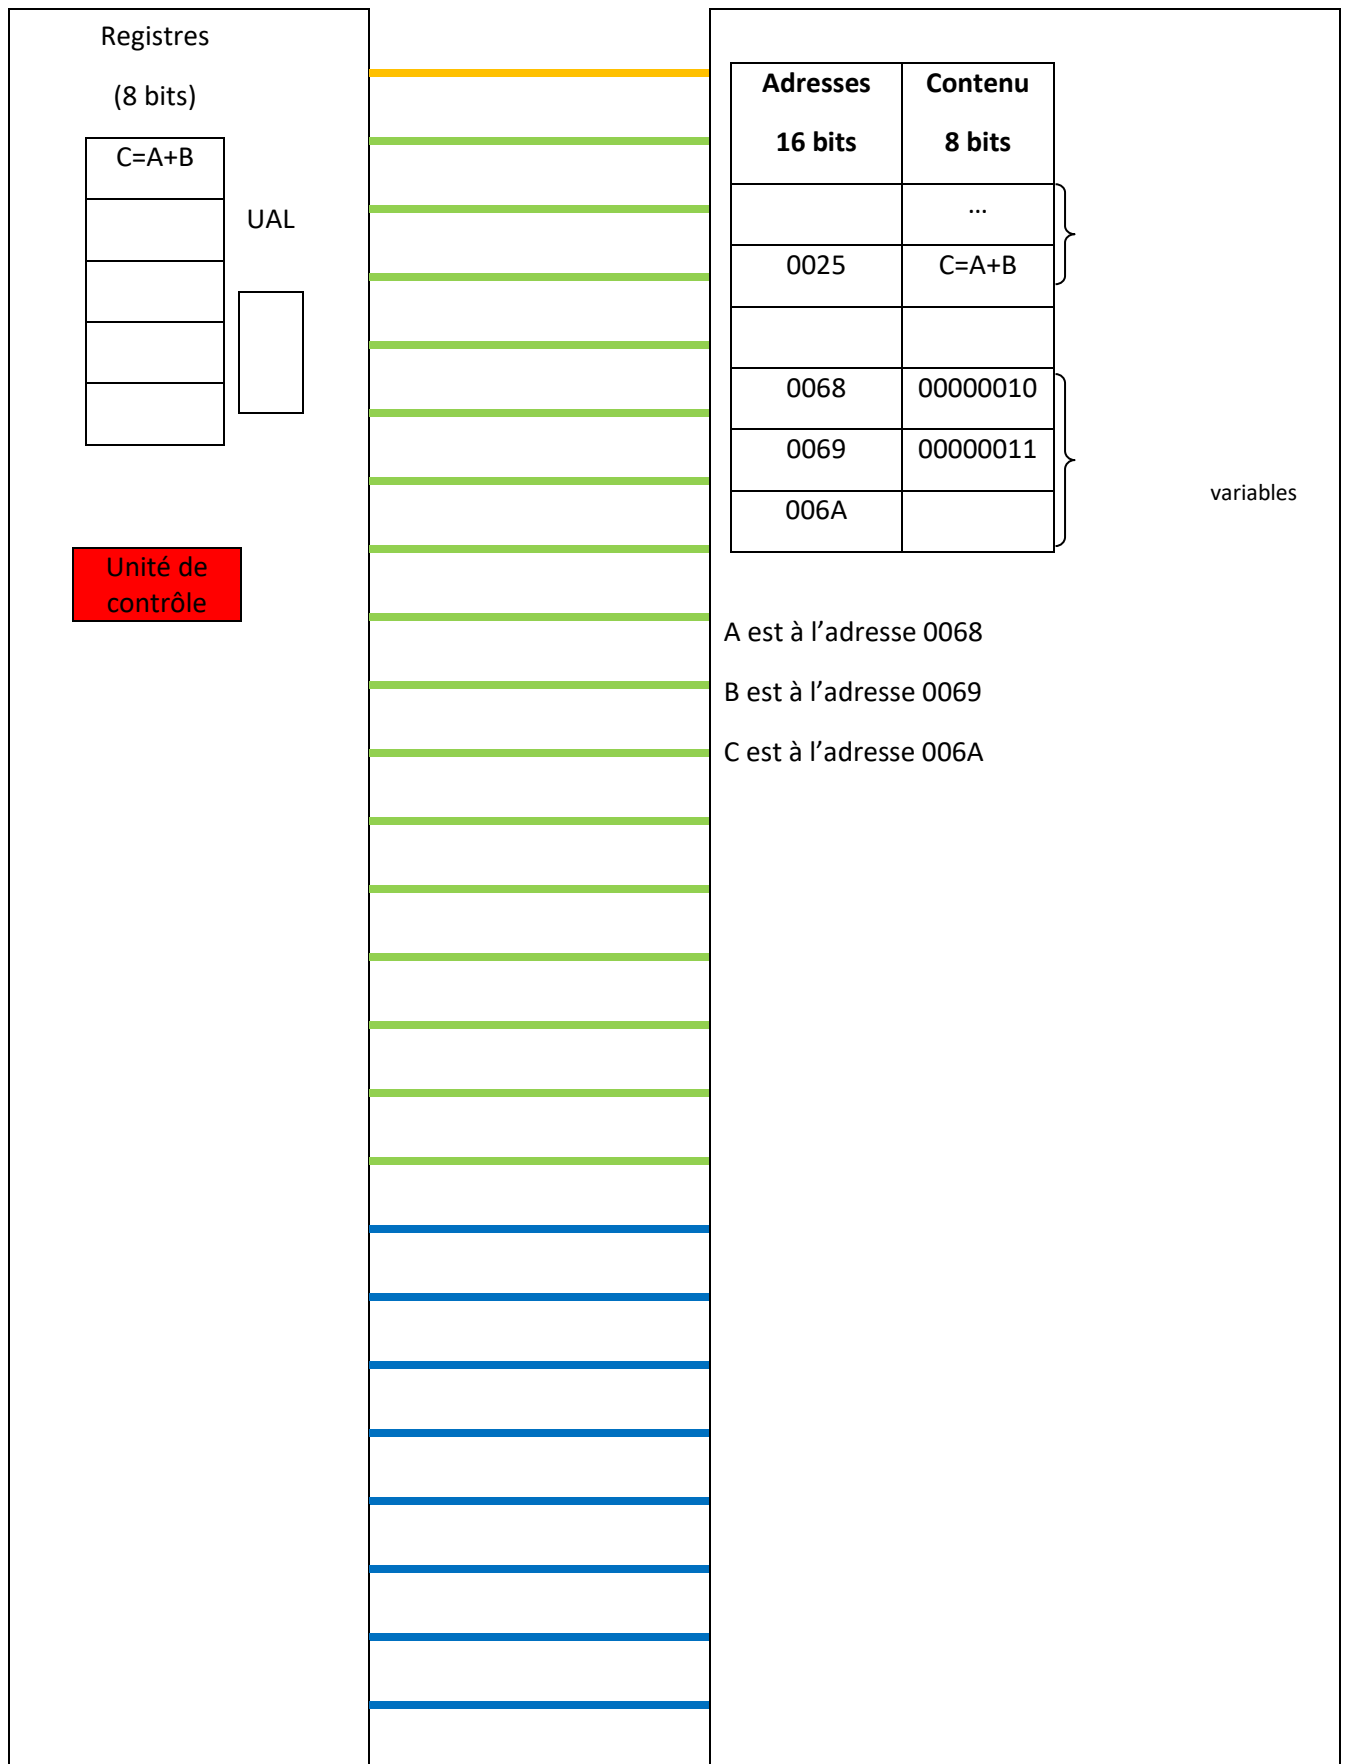 Registres
(8 bits)
C=A+B
UAL
Unité de
contrôle
Adresses Contenu
16 bits 8 bits
...
0025 C=A+B
0068 00000010
0069 00000011
006A
variables
A est à l’adresse 0068
B est à l’adresse 0069
C est à l’adresse 006A